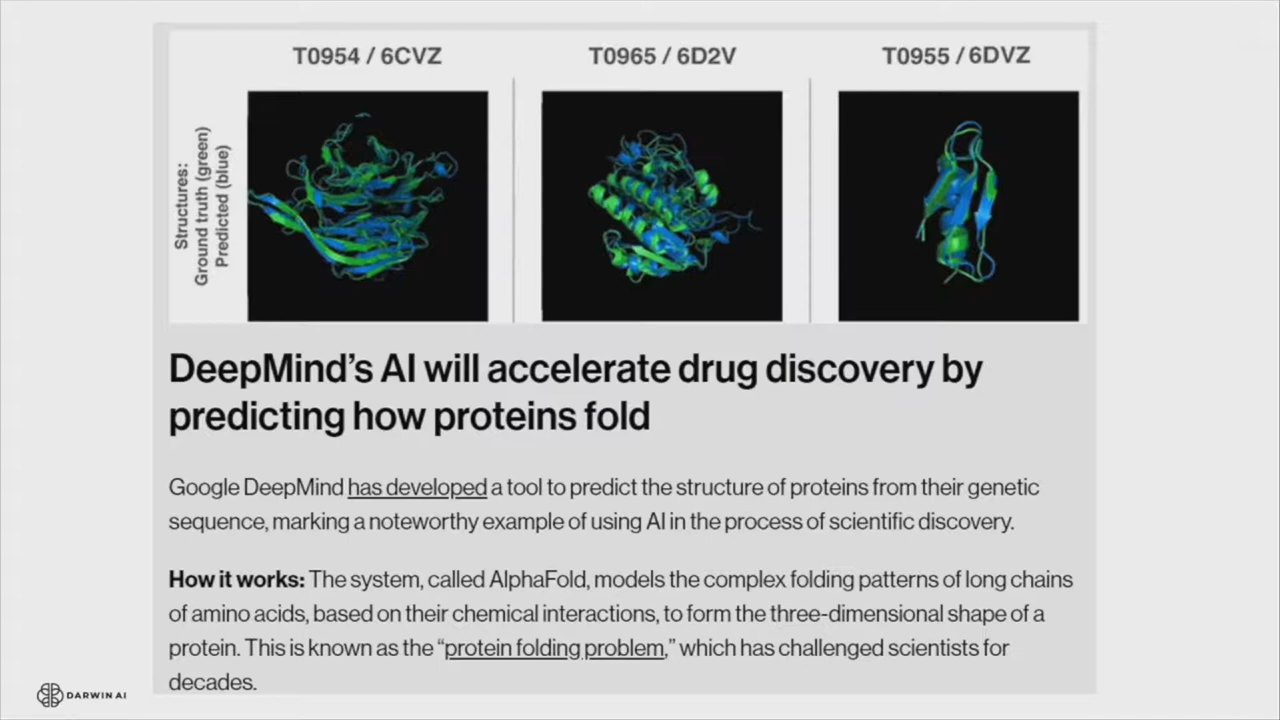 T0954 / 6CVZ
T0965 / 6D2V
T0955 / 6DVZ
Structures:
Ground truth (green)
Predicted (blue)
DeepMind’s AI will accelerate drug discovery by
predicting how proteins fold
Google DeepMind has developed a tool to predict the structure of proteins from their genetic
sequence, marking a noteworthy example of using AI in the process of scientific discovery.
How it works: The system, called AlphaFold, models the complex folding patterns of long chains
of amino acids, based on their chemical interactions, to form the three-dimensional shape of a
protein. This is known as the “protein folding problem,” which has challenged scientists for
decades.
DARWIN AI